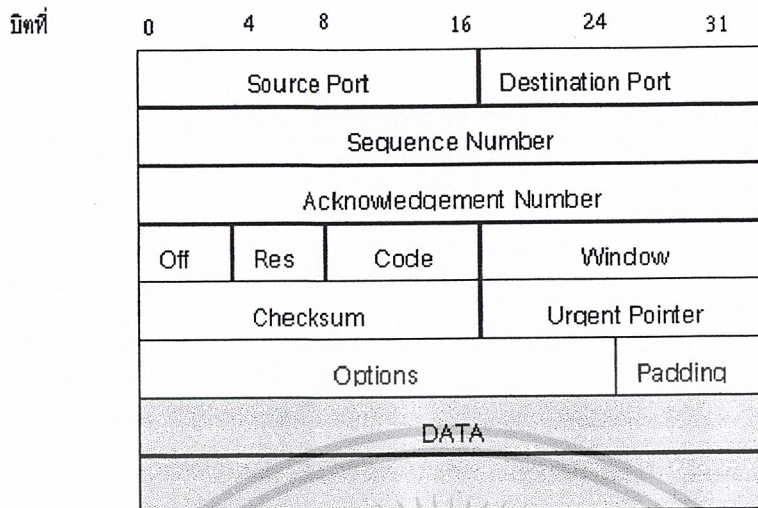 บิตที่ 0 4 8 16 24 31
Source Port Destination Port
Sequence Number
Acknowledgement Number
Off Res Code Window
Checksum Urgent Pointer
Options Padding
DATA